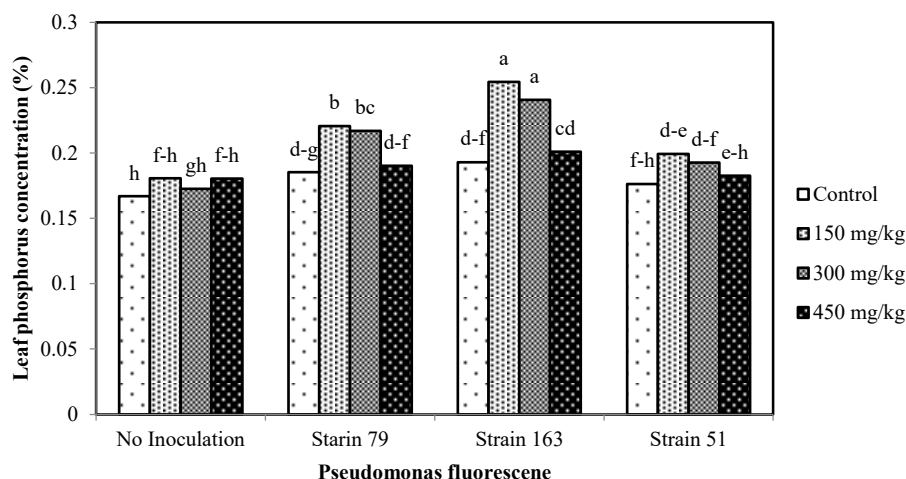 Leaf phosphorus concentration (%)
0.3
0.25
0.2
0.15
0.1
0.05
0
h
f-h
gh
f-h
d-g
b
bc
d-f
d-f
a
a
cd
f-h
d-e
d-f
e-h
No Inoculation
Starin 79
Strain 163
Strain 51
Pseudomonas fluorescene
Control
150 mg/kg
300 mg/kg
450 mg/kg